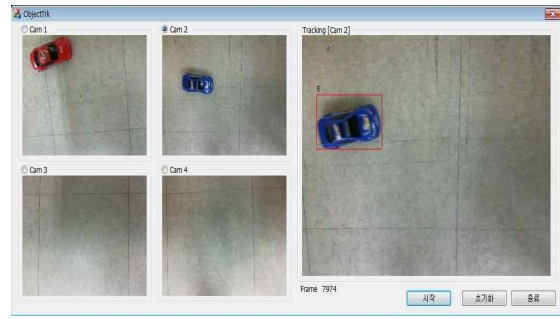 ObjectTrk
Cam 1
Cam 2
Tracking [Cam 2]
E
Cam 3
Cam 4
Frame 7974
시작
초기화
종료